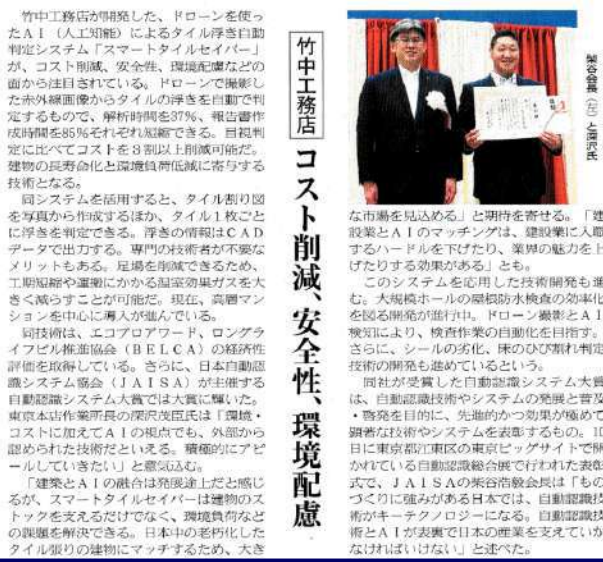 竹中工務店 コスト削減、安全性、環境配慮
竹中工務店が開発した、ドローンを使っ
たAI(人工知能)によるタイル浮き自動
判定システム「スマートタイルセイバー」
が、コスト削減、安全性、環境配慮などの
面から注目されている。ドローンで撮影し
た赤外線画像からタイルの浮きを自動で判
定するもので、解析時間を37%、報告書作
成時間を85%それぞれ短縮できる。目視判
定に比べてコストを3割以上削減可能だ。
建物の長寿命化と環境負荷低減に寄与する
技術となる。
同システムを活用すると、タイル割り図
を写真から作成するほか、タイル1枚ごと
に浮きを判定できる。浮きの情報はCAD
データで出力する。専門の技術者が不要な
メリットもある。足場を削減できるため、
工期短縮や運搬にかかる温室効果ガスを大
きく減らすことが可能だ。現在、高層マン
ションを中心に導入が進んでいる。
同技術は、エコプロアワード、ロングラ
イフビル推進協会(BELCA)の経済性
評価を取得している。さらに、日本自動認
識システム協会(JAISA)が主催する
自動認識システム大賞では大賞に輝いた。
東京本店作業所長の深沢茂臣氏は「環境・
コストに加えてAIの視点でも、外部から
認められた技術だといえる。積極的にアピ
ールしていきたい」と意気込む。
「建築とAIの融合は発展途上だと感じ
るが、スマートタイルセイバーは建物のス
トックを支えるだけでなく、環境負荷など
の課題を解決できる。日本中の老朽化した
タイル張りの建物にマッチするため、大き
柴谷会長(左)と深沢氏
な市場を見込める」と期待を寄せる。「建
設業とAIのマッチングは、建設業に入職
するハードルを下げたり、業界の魅力を上
げたりする効果がある」とも。
このシステムを応用した技術開発も進
む。大規模ホールの屋根防水検査の効率化
を図る開発が進行中。ドローン撮影とAI
検知により、検査作業の自動化を目指す。
さらに、シールの劣化、床のひび割れ判定
技術の開発も進めているという。
同社が受賞した自動認識システム大賞
は、自動認識技術やシステムの発展と普及
・啓発を目的に、先進的かつ効果が極めて
顕著な技術やシステムを表彰するもの。10
日に東京都江東区の東京ビッグサイトで開
かれている自動認識総合展で行われた表彰
式で、JAISAの柴谷浩毅会長は「もの
づくりに強みがある日本では、自動認識技
術がキーテクノロジーになる。自動認識技
術とAIが表裏で日本の産業を支えていか
なければいけない」と述べた。